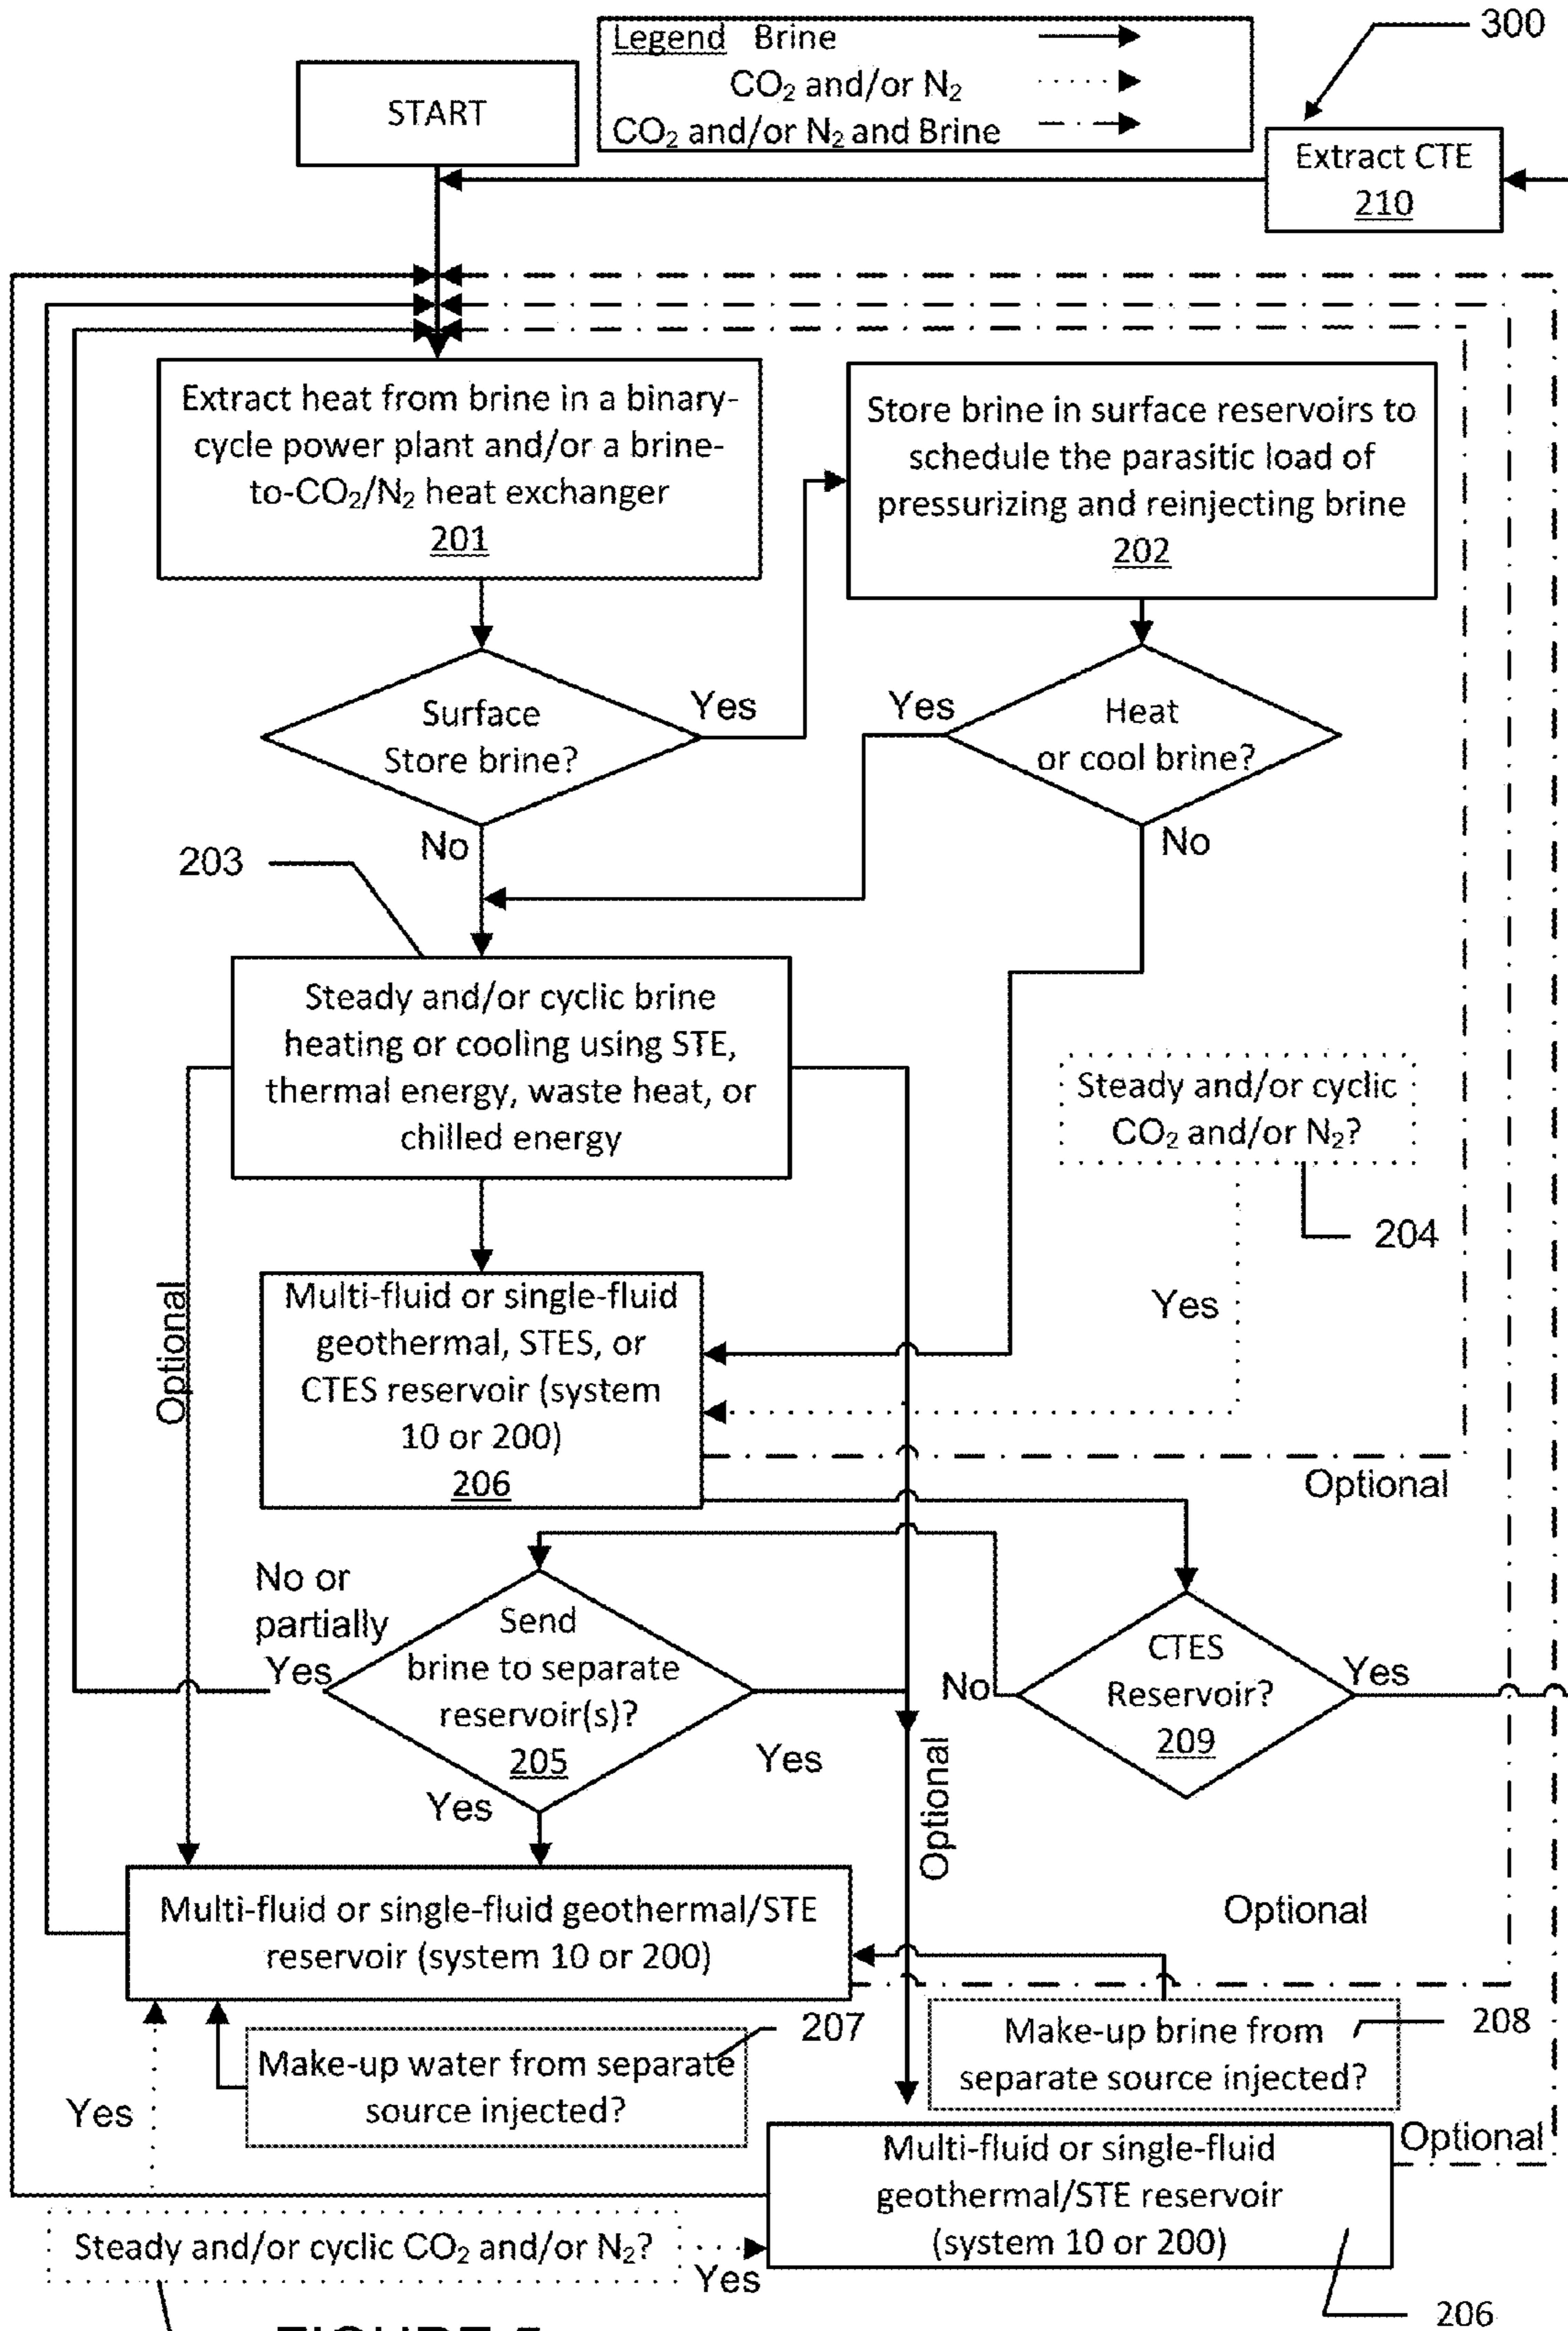 300
Legend Brine
CO₂ and/or N₂
CO₂ and/or N₂ and Brine
START
Extract CTE
210
Extract heat from brine in a binary-
cycle power plant and/or a brine-
to-CO₂/N₂ heat exchanger
201
Store brine in surface reservoirs to
schedule the parasitic load of
pressurizing and reinjecting brine
202
Surface
Store brine?
Yes
Yes
Heat
or cool brine?
No
No
203
Steady and/or cyclic brine
heating or cooling using STE,
thermal energy, waste heat, or
chilled energy
Steady and/or cyclic
CO₂ and/or N₂?
204
Yes
Optional
Multi-fluid or single-fluid
geothermal, STES, or
CTES reservoir (system
10 or 200)
206
Optional
No or
partially
Yes
Send
brine to separate
reservoir(s)?
205
Yes
Yes
No
CTES
Reservoir?
209
Yes
Optional
Multi-fluid or single-fluid geothermal/STE
reservoir (system 10 or 200)
Optional
207
Make-up water from separate
source injected?
208
Make-up brine from
separate source injected?
Yes
Optional
Multi-fluid or single-fluid
geothermal/STE reservoir
(system 10 or 200)
Steady and/or cyclic CO₂ and/or N₂?
Yes
206